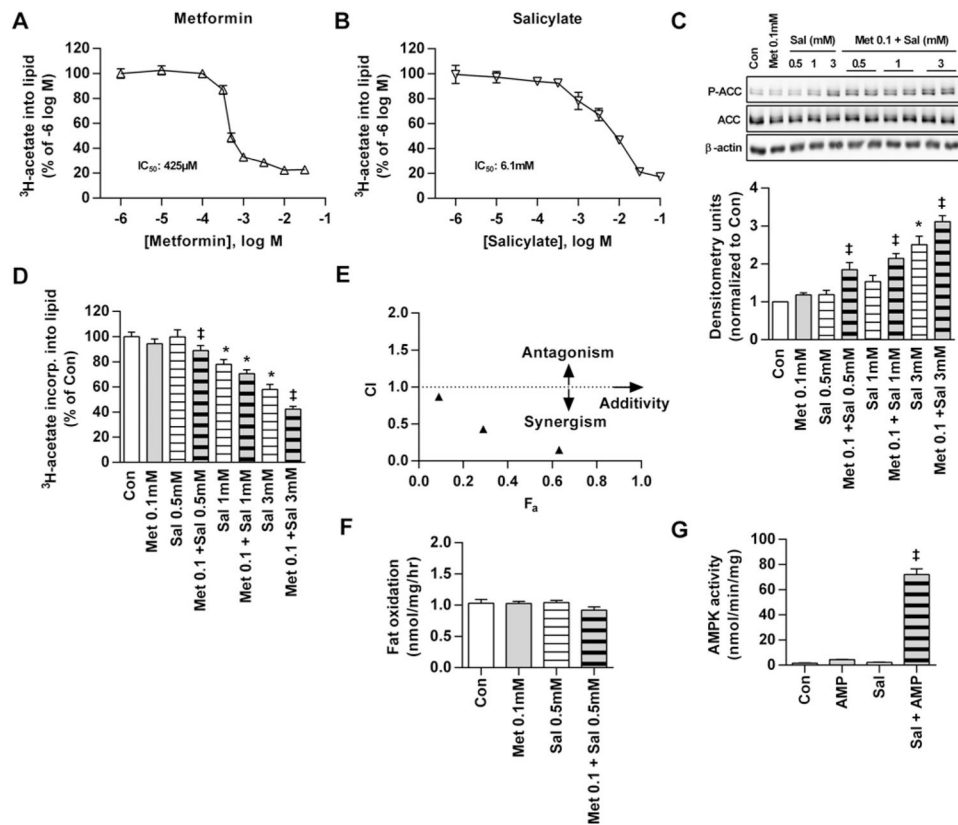 A
Metformin
³H-acetate into lipid
(% of -6 log M)
120
100
80
60
40
20
0
IC₅₀: 425µM
-6 -5 -4 -3 -2 -1
[Metformin], log M
B
Salicylate
³H-acetate into lipid
(% of -6 log M)
120
100
80
60
40
20
0
IC₅₀: 6.1mM
-6 -5 -4 -3 -2 -1
[Salicylate], log M
C
Con
Met 0.1mM
Sal (mM)
Met 0.1 + Sal (mM)
0.5 1 3 0.5 1 3
P-ACC
ACC
β-actin
Densitometry units
(normalized to Con)
4
3
2
1
0
‡ ‡ * ‡
Con
Met 0.1mM
Sal 0.5mM
Met 0.1 +Sal 0.5mM
Sal 1mM
Met 0.1 + Sal 1mM
Sal 3mM
Met 0.1 +Sal 3mM
D
³H-acetate incorp. into lipid
(% of Con)
120
100
80
60
40
20
0
‡ * * * ‡
Con
Met 0.1mM
Sal 0.5mM
Met 0.1 +Sal 0.5mM
Sal 1mM
Met 0.1 + Sal 1mM
Sal 3mM
Met 0.1 +Sal 3mM
E
CI
2.0
1.5
1.0
0.5
0.0
Antagonism
Additivity
Synergism
0.0 0.2 0.4 0.6 0.8 1.0
Fₐ
F
Fat oxidation
(nmol/mg/hr)
2.0
1.5
1.0
0.5
0.0
Con
Met 0.1mM
Sal 0.5mM
Met 0.1 + Sal 0.5mM
G
AMPK activity
(nmol/min/mg)
100
80
60
40
20
0
‡
Con
AMP
Sal
Sal + AMP